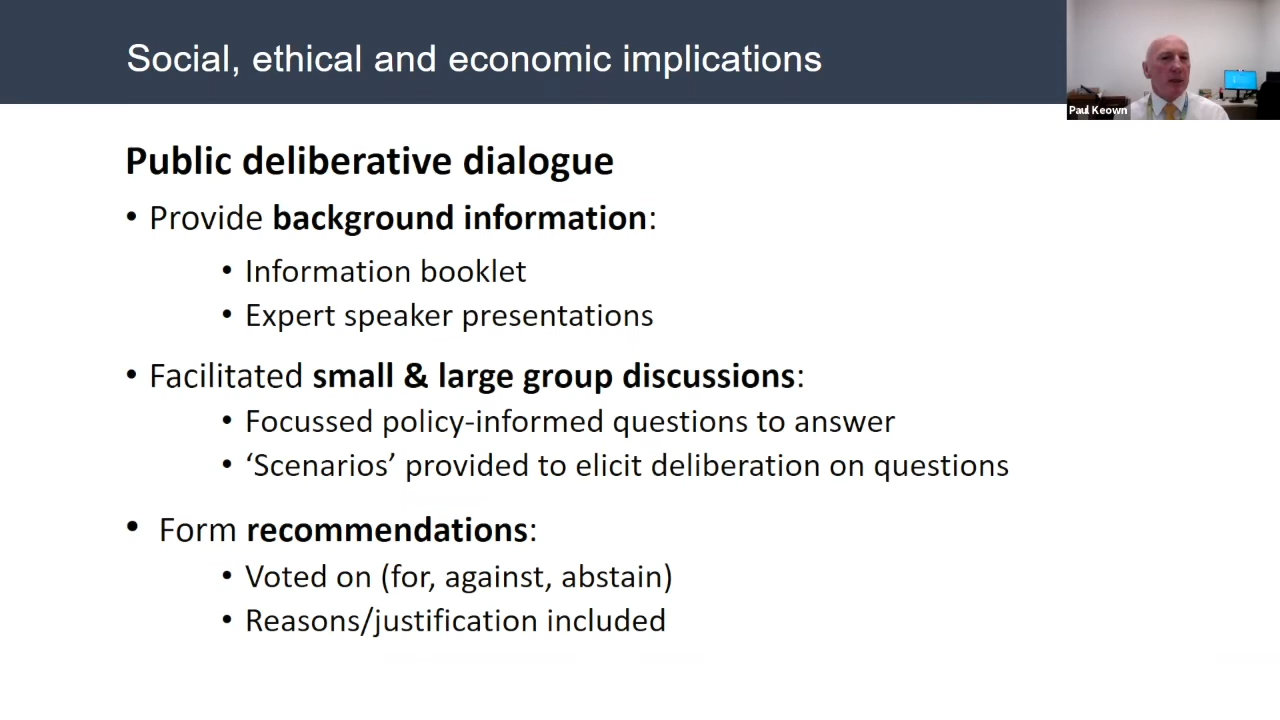 Social, ethical and economic implications
Paul Keown
Public deliberative dialogue
• Provide background information:
• Information booklet
• Expert speaker presentations
• Facilitated small & large group discussions:
• Focussed policy-informed questions to answer
• ‘Scenarios’ provided to elicit deliberation on questions
• Form recommendations:
• Voted on (for, against, abstain)
• Reasons/justification included